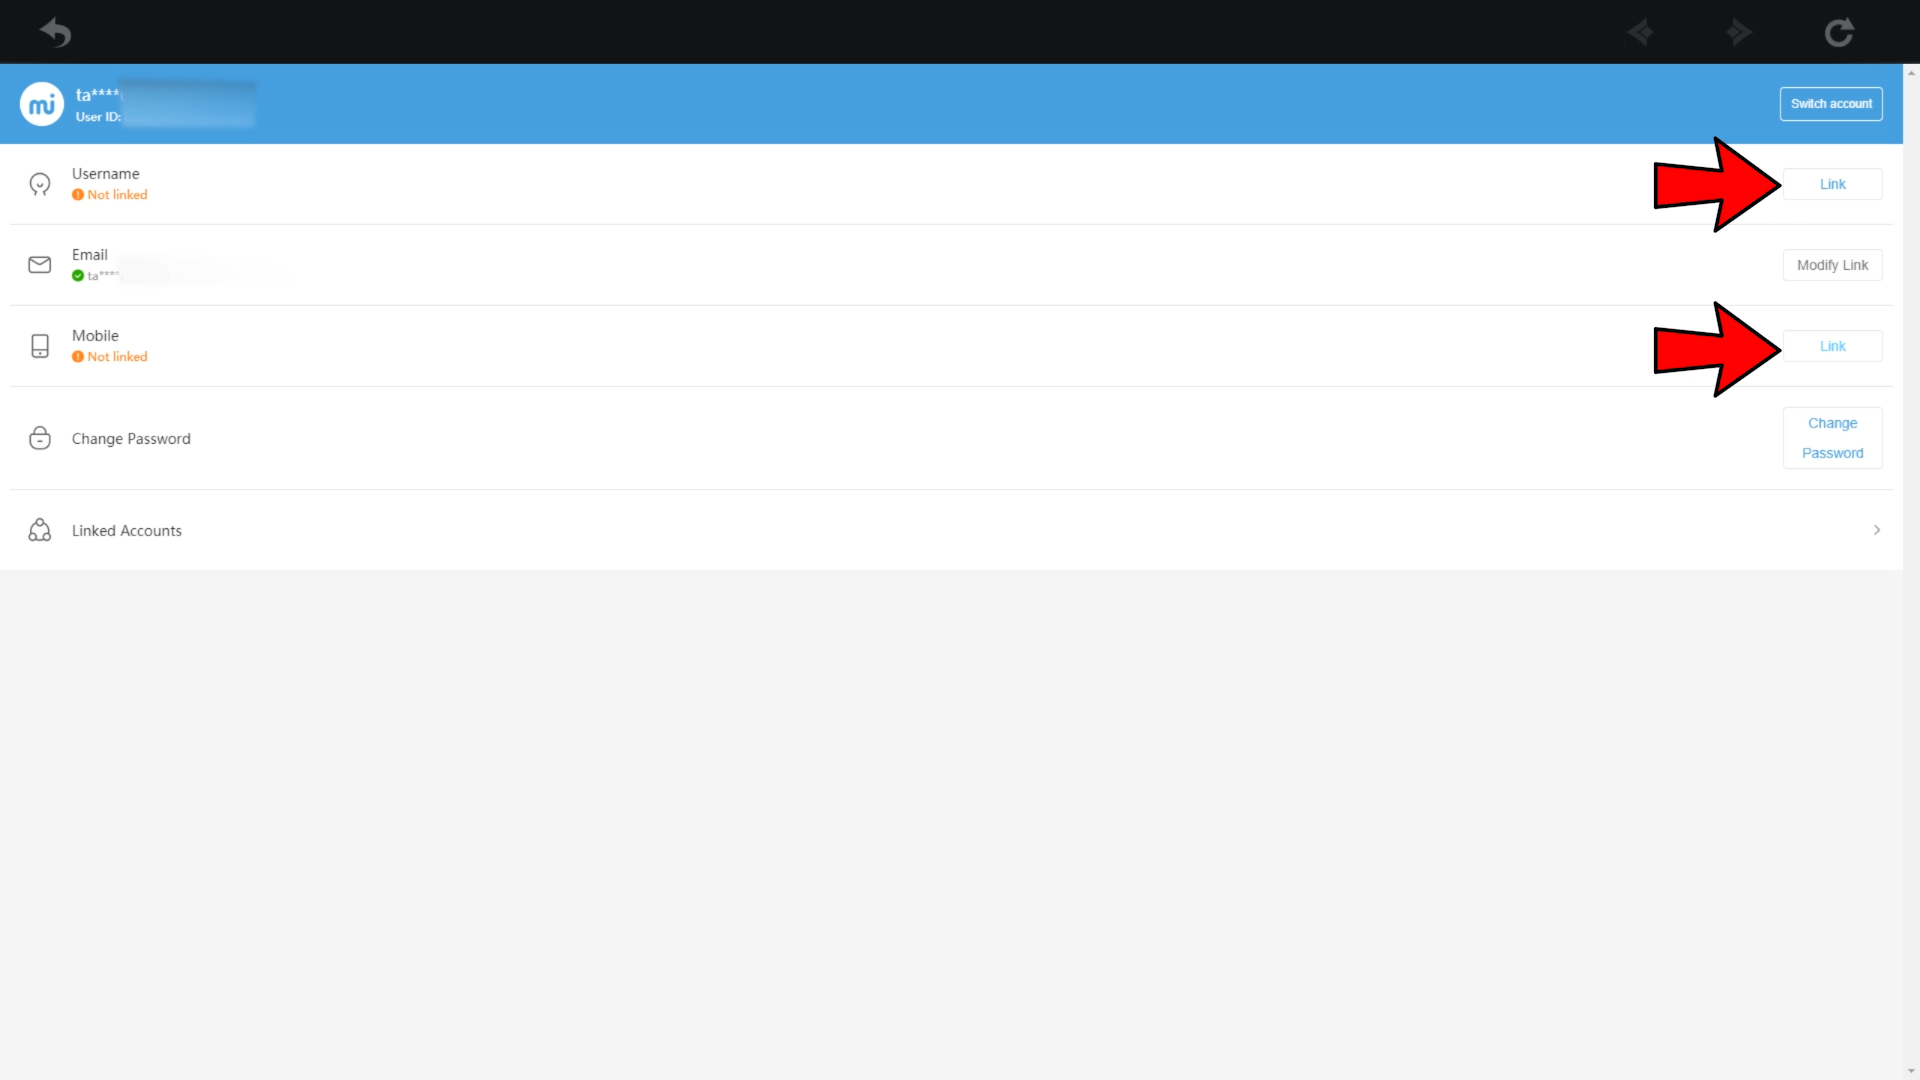 mi
ta****
User ID:
Switch account
Username
Not linked
Link
Email
ta****
Modify Link
Mobile
Not linked
Link
Change Password
Change
Password
Linked Accounts